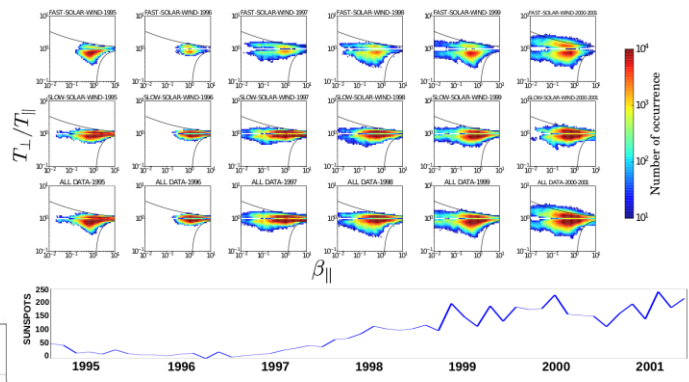 FAST-SOLAR-WIND-1995 FAST-SOLAR-WIND-1996 FAST-SOLAR-WIND-1997 FAST-SOLAR-WIND-1998 FAST-SOLAR-WIND-1999 FAST-SOLAR-WIND-2000-2001
SLOW-SOLAR-WIND-1995 SLOW-SOLAR-WIND-1996 SLOW-SOLAR-WIND-1997 SLOW-SOLAR-WIND-1998 SLOW-SOLAR-WIND-1999 SLOW-SOLAR-WIND-2000-2001
ALL DATA-1995 ALL DATA-1996 ALL DATA-1997 ALL DATA-1998 ALL DATA-1999 ALL DATA-2000-2001
T⊥/T∥
β∥
10⁴
10³
10²
10¹
Number of occurrence
SUNSPOTS
250
200
150
100
50
0
1995 1996 1997 1998 1999 2000 2001